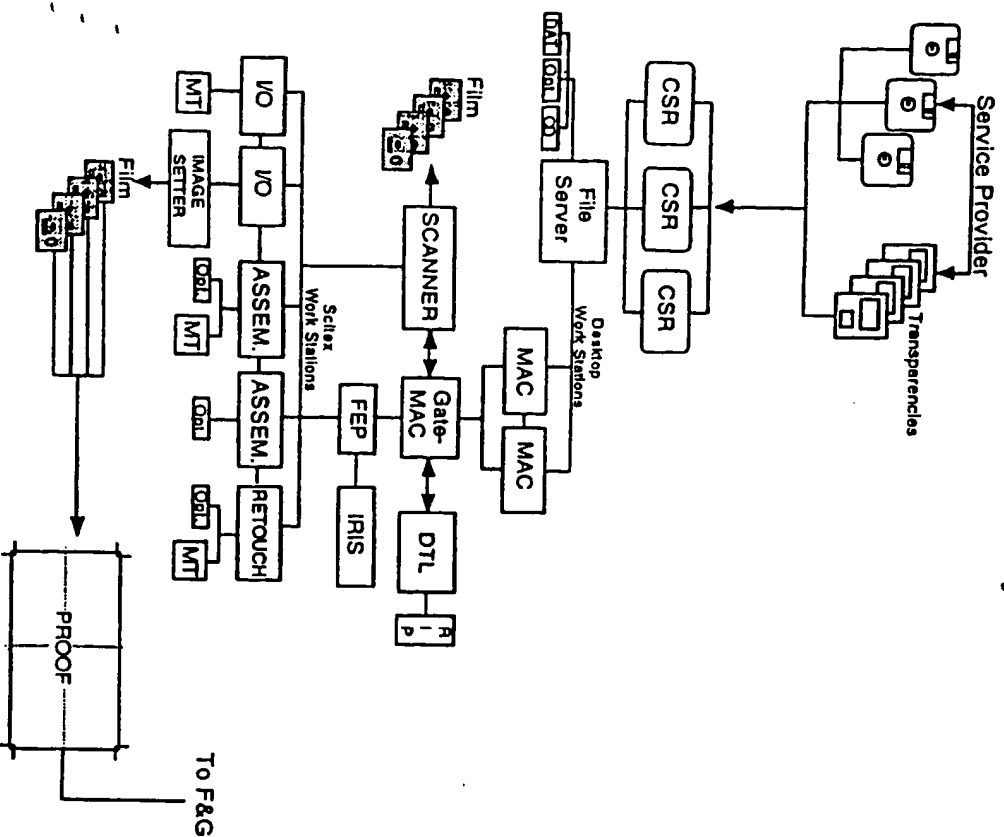 Service Provider
Transparencies
CSR
CSR
CSR
DAT
Opt.
CD
File
Server
Desktop
Work Stations
MAC
MAC
Film
SCANNER
Gate-
MAC
DTL
R
I
P
FEP
IRIS
Scitex
Work Stations
I/O
I/O
ASSEM.
ASSEM.
RETOUCH
MT
IMAGE
SETTER
Opt.
MT
Opt.
Opt.
MT
Film
PROOF
To F&G